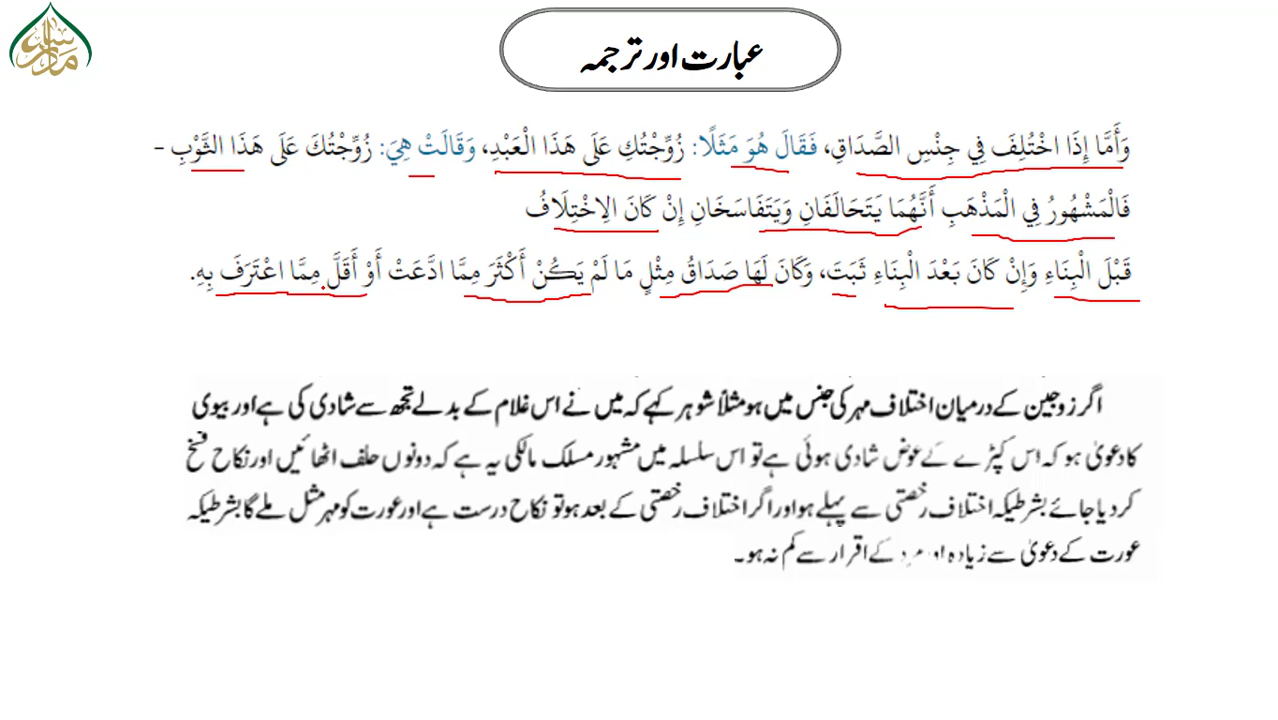 عبارت اور ترجمہ
وَأَمَّا إِذَا اخْتُلِفَ فِي جِنْسِ الصَّدَاقِ، فَقَالَ هُوَ مَثَلًا: زُوِّجْتُكِ عَلَى هَذَا الْعَبْدِ، وَقَالَتْ هِيَ: زُوِّجْتُكَ عَلَى هَذَا الثَّوْبِ -
فَالْمَشْهُورُ فِي الْمَذْهَبِ أَنَّهُمَا يَتَحَالَفَانِ وَيَتَفَاسَخَانِ إِنْ كَانَ الِاخْتِلَافُ
قَبْلَ الْبِنَاءِ وَإِنْ كَانَ بَعْدَ الْبِنَاءِ ثَبَتَ، وَكَانَ لَهَا صَدَاقُ مِثْلٍ مَا لَمْ يَكُنْ أَكْثَرَ مِمَّا ادَّعَتْ أَوْ أَقَلَّ مِمَّا اعْتَرَفَ بِهِ.
اگر زوجین کے درمیان اختلاف مہر کی جنس میں ہو مثلاً شوہر کہے کہ میں نے اس غلام کے بدلے تجھ سے شادی کی ہے اور بیوی
کا دعویٰ ہو کہ اس کپڑے کے عوض شادی ہوئی ہے تو اس سلسلہ میں مشہور مسلک مالکی یہ ہے کہ دونوں حلف اٹھائیں اور نکاح فسخ
کر دیا جائے بشرطیکہ اختلاف رخصتی سے پہلے ہو اور اگر اختلاف رخصتی کے بعد ہو تو نکاح درست ہے اور عورت کو مہر مثل ملے گا بشرطیکہ
عورت کے دعویٰ سے زیادہ اور مرد کے اقرار سے کم نہ ہو۔